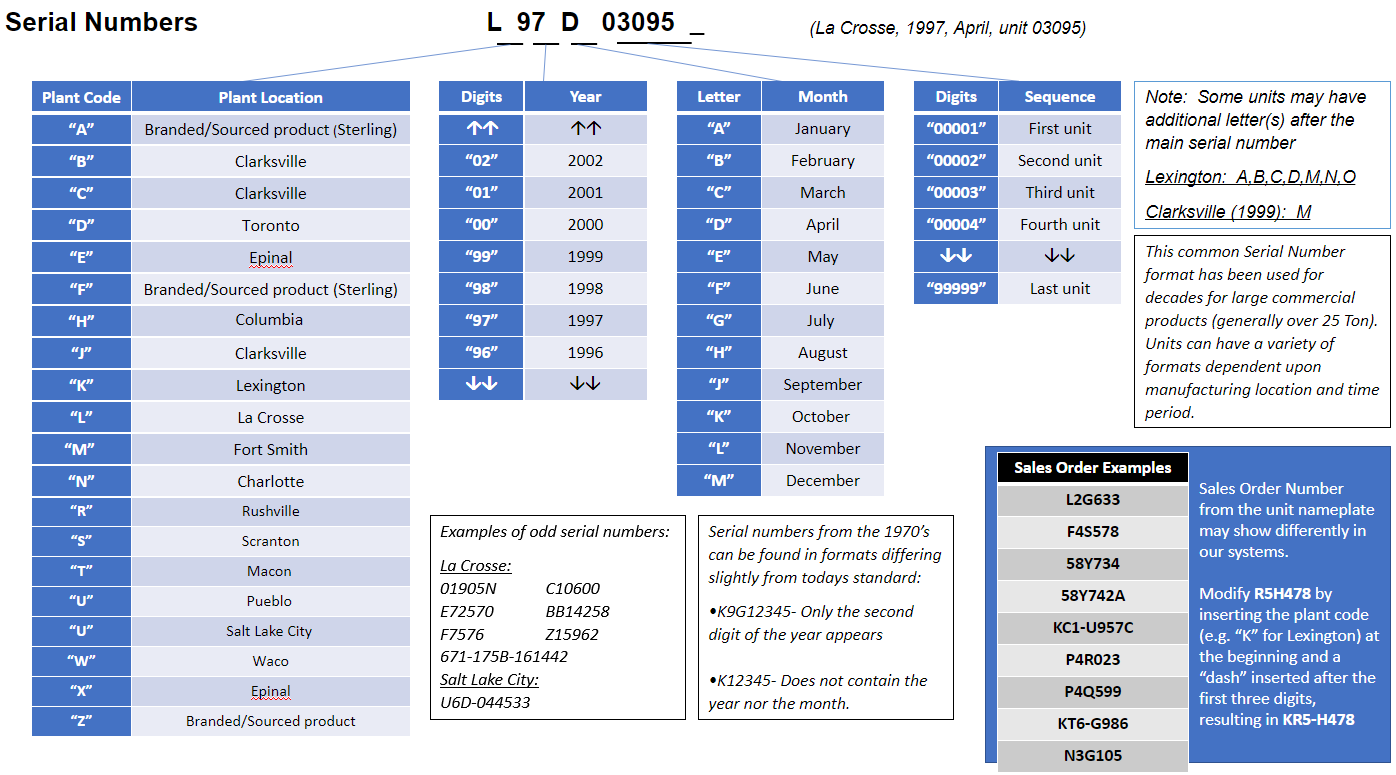 Serial Numbers
L 97 D 03095 _
(La Crosse, 1997, April, unit 03095)
Plant Code Plant Location
“A” Branded/Sourced product (Sterling)
“B” Clarksville
“C” Clarksville
“D” Toronto
“E” Epinal
“F” Branded/Sourced product (Sterling)
“H” Columbia
“J” Clarksville
“K” Lexington
“L” La Crosse
“M” Fort Smith
“N” Charlotte
“R” Rushville
“S” Scranton
“T” Macon
“U” Pueblo
“U” Salt Lake City
“W” Waco
“X” Epinal
“Z” Branded/Sourced product
Digits Year
↑↑ ↑↑
“02” 2002
“01” 2001
“00” 2000
“99” 1999
“98” 1998
“97” 1997
“96” 1996
↓↓ ↓↓
Letter Month
“A” January
“B” February
“C” March
“D” April
“E” May
“F” June
“G” July
“H” August
“J” September
“K” October
“L” November
“M” December
Digits Sequence
“00001” First unit
“00002” Second unit
“00003” Third unit
“00004” Fourth unit
↓↓ ↓↓
“99999” Last unit
Note: Some units may have
additional letter(s) after the
main serial number
Lexington: A,B,C,D,M,N,O
Clarksville (1999): M
This common Serial Number
format has been used for
decades for large commercial
products (generally over 25 Ton).
Units can have a variety of
formats dependent upon
manufacturing location and time
period.
Examples of odd serial numbers:
La Crosse:
01905N C10600
E72570 BB14258
F7576 Z15962
671-175B-161442
Salt Lake City:
U6D-044533
Serial numbers from the 1970’s
can be found in formats differing
slightly from todays standard:
•K9G12345- Only the second
digit of the year appears
•K12345- Does not contain the
year nor the month.
Sales Order Examples
L2G633
F4S578
58Y734
58Y742A
KC1-U957C
P4R023
P4Q599
KT6-G986
N3G105
Sales Order Number
from the unit nameplate
may show differently in
our systems.
Modify R5H478 by
inserting the plant code
(e.g. “K” for Lexington) at
the beginning and a
“dash” inserted after the
first three digits,
resulting in KR5-H478